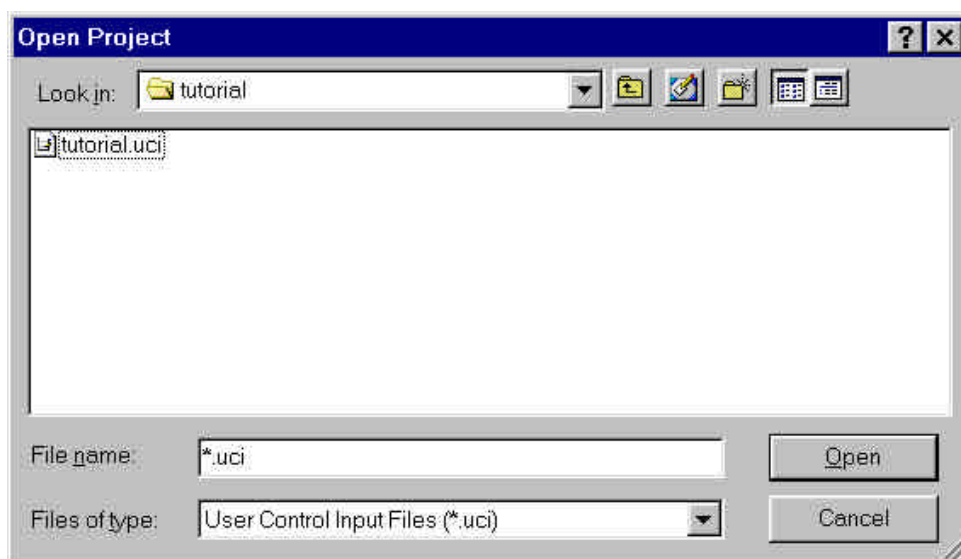 Open Project
Look in: tutorial
tutorial.uci
File name: *.uci Open
Files of type: User Control Input Files (*.uci) Cancel